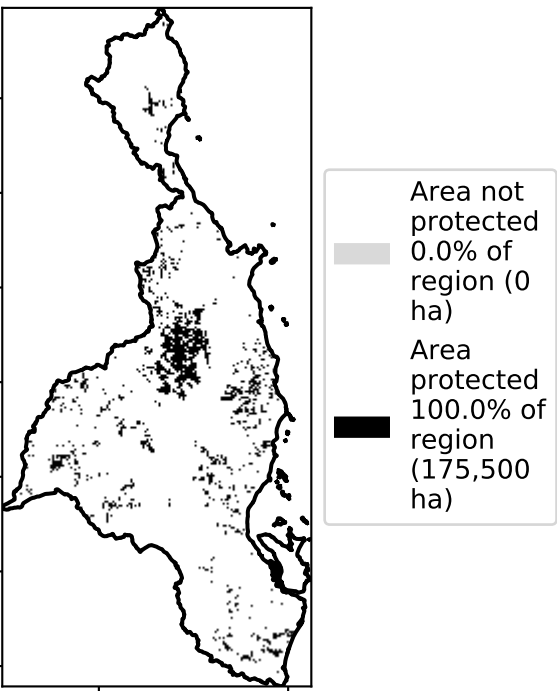 Area not
protected
0.0% of
region (0
ha)
Area
protected
100.0% of
region
(175,500
ha)